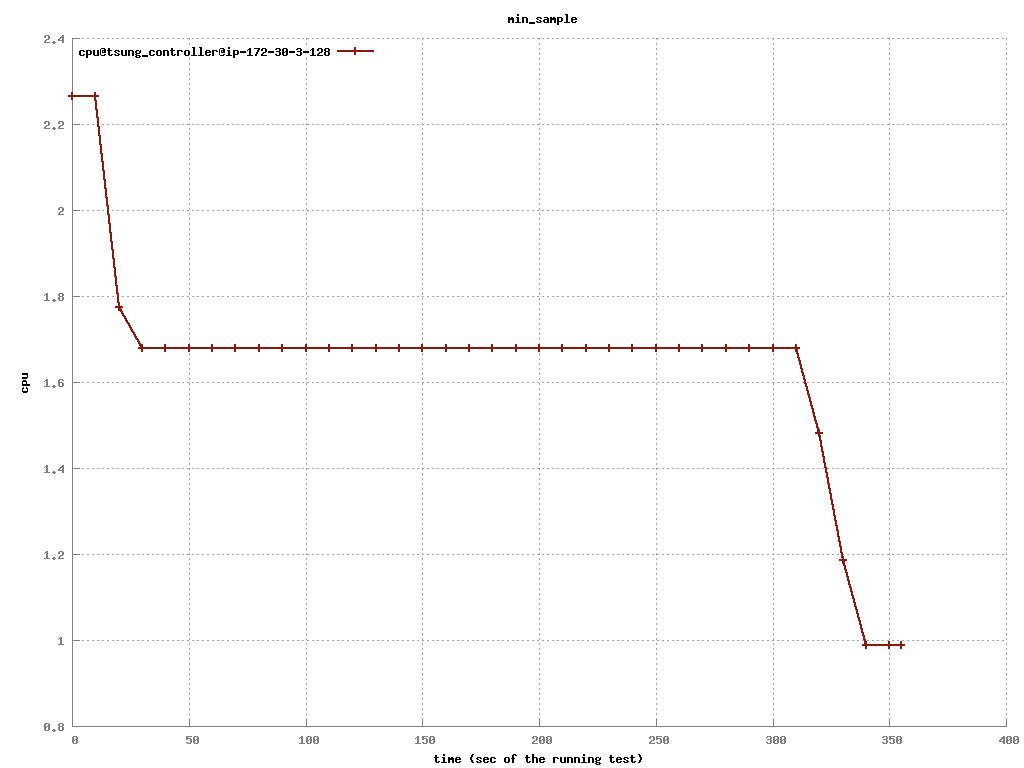 min_sample
cpu@tsung_controller@ip-172-30-3-128
2.4
2.2
2
1.8
1.6
1.4
1.2
1
0.8
cpu
0 50 100 150 200 250 300 350 400
time (sec of the running test)